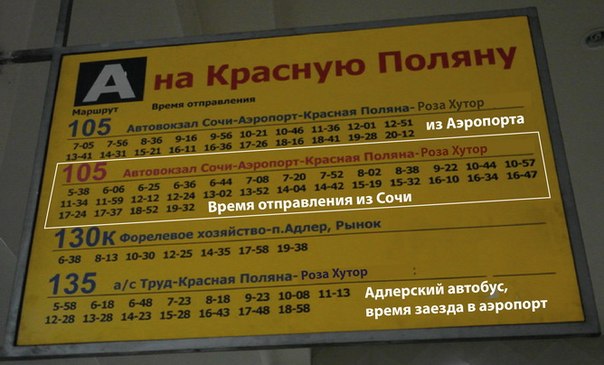 А на Красную Поляну
Маршрут Время отправления
105 Автовокзал Сочи-Аэропорт-Красная Поляна- Роза Хутор
7-05 7-56 8-36 9-16 9-56 10-21 10-46 11-36 12-01 12-51
13-41 14-31 15-21 16-11 16-36 17-26 18-16 18-41 19-28 20-12
из Аэропорта
105 Автовокзал Сочи-Аэропорт-Красная Поляна-Роза Хутор
5-38 6-06 6-25 6-36 6-44 7-08 7-20 7-52 8-02 8-38 9-22 10-44 10-57
11-34 11-59 12-12 12-24 13-02 13-52 14-04 14-42 15-19 15-32 16-10 16-34 16-47
17-24 17-37 18-52 19-32
Время отправления из Сочи
130к Форелевое хозяйство-п.Адлер, Рынок
6-38 8-13 10-30 12-25 14-35 17-58 19-38
135 а/с Труд-Красная Поляна- Роза Хутор
5-58 6-18 6-48 7-23 8-18 9-23 10-08 11-13
12-28 13-28 14-23 15-38 16-58 17-48 18-58
Адлерский автобус,
время заезда в аэропорт